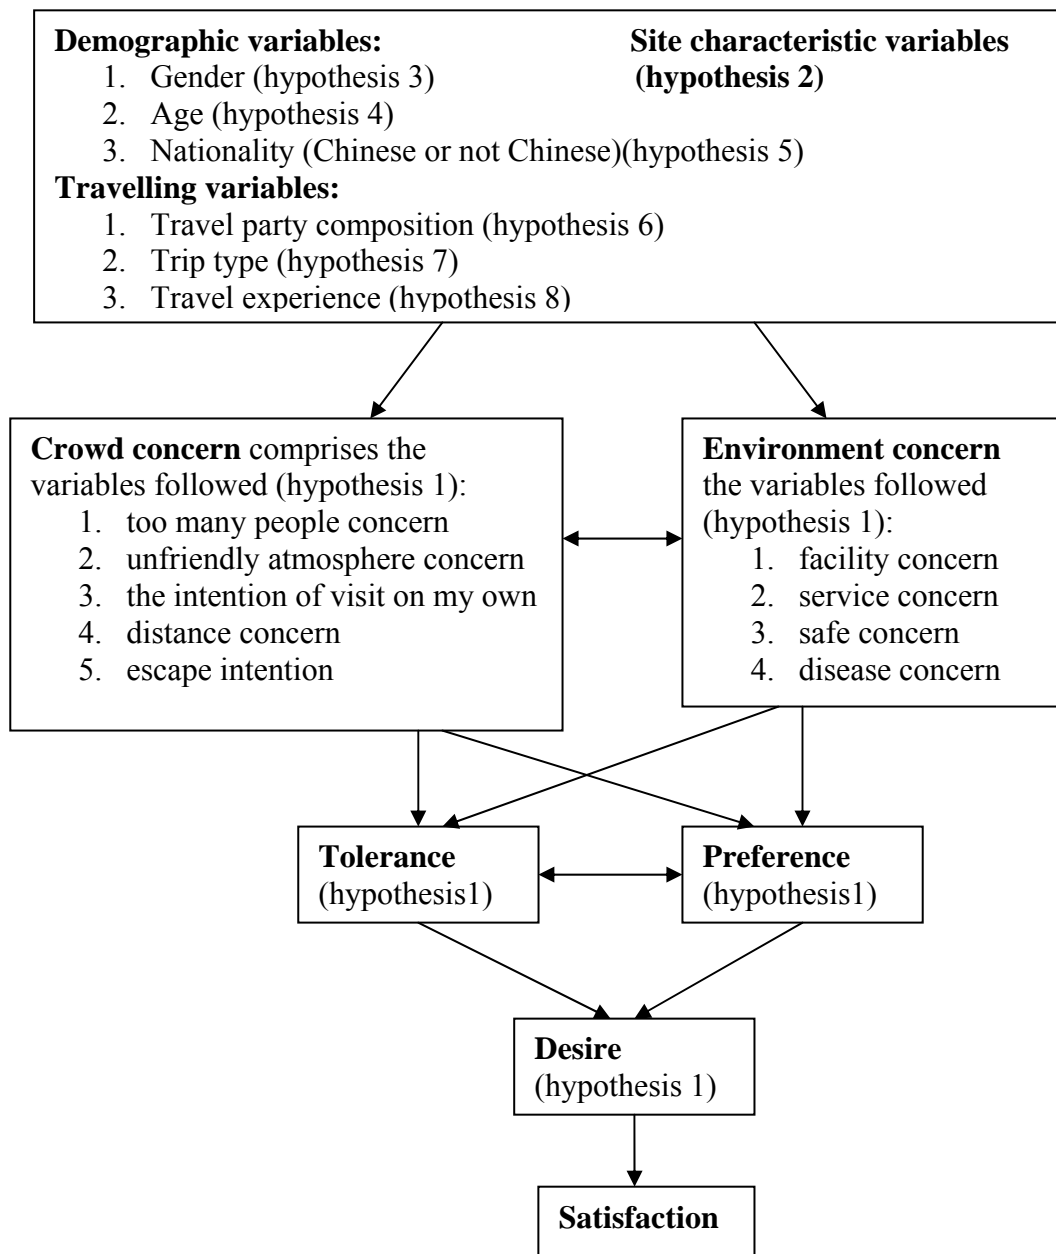 Demographic variables: Site characteristic variables
1. Gender (hypothesis 3) (hypothesis 2)
2. Age (hypothesis 4)
3. Nationality (Chinese or not Chinese)(hypothesis 5)
Travelling variables:
1. Travel party composition (hypothesis 6)
2. Trip type (hypothesis 7)
3. Travel experience (hypothesis 8)
Crowd concern comprises the
variables followed (hypothesis 1):
1. too many people concern
2. unfriendly atmosphere concern
3. the intention of visit on my own
4. distance concern
5. escape intention
Environment concern
the variables followed
(hypothesis 1):
1. facility concern
2. service concern
3. safe concern
4. disease concern
Tolerance
(hypothesis1)
Preference
(hypothesis1)
Desire
(hypothesis 1)
Satisfaction